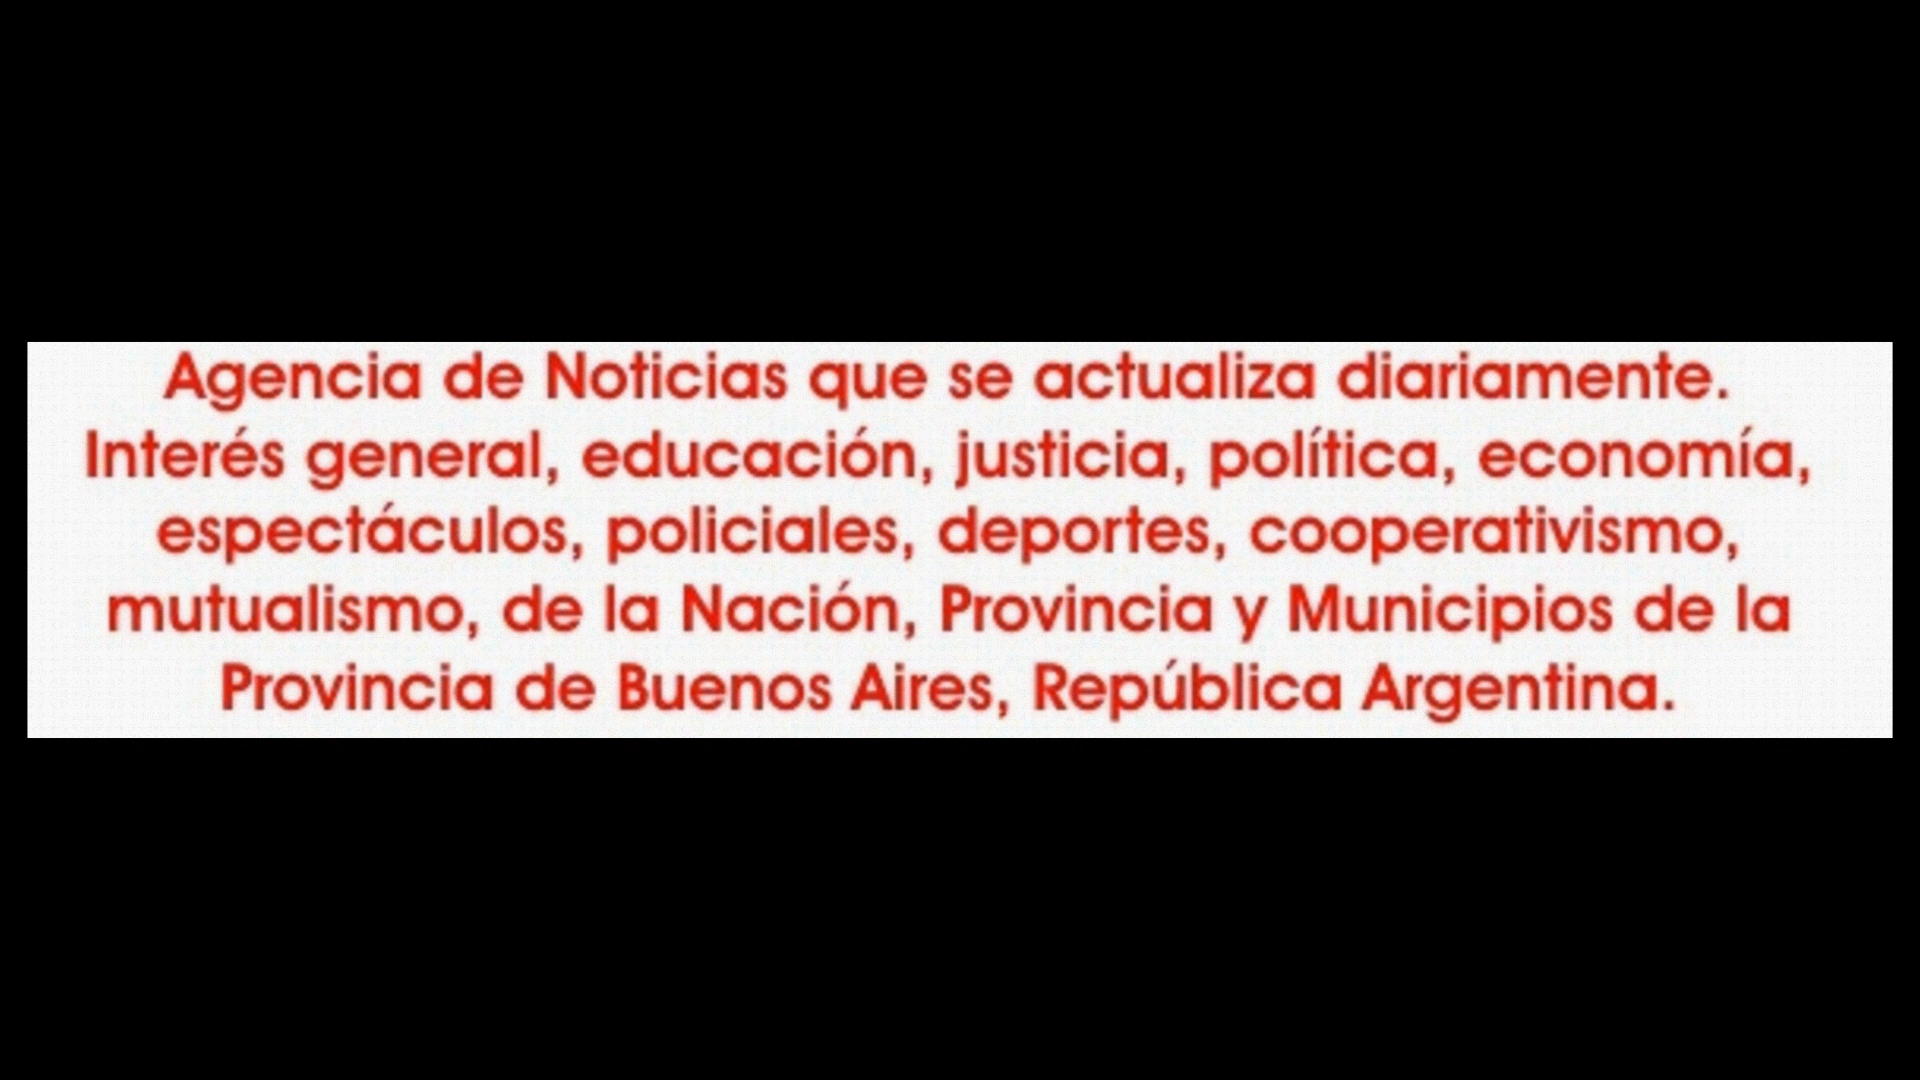 Agencia de Noticias que se actualiza diariamente.
Interés general, educación, justicia, política, economía,
espectáculos, policiales, deportes, cooperativismo,
mutualismo, de la Nación, Provincia y Municipios de la
Provincia de Buenos Aires, República Argentina.